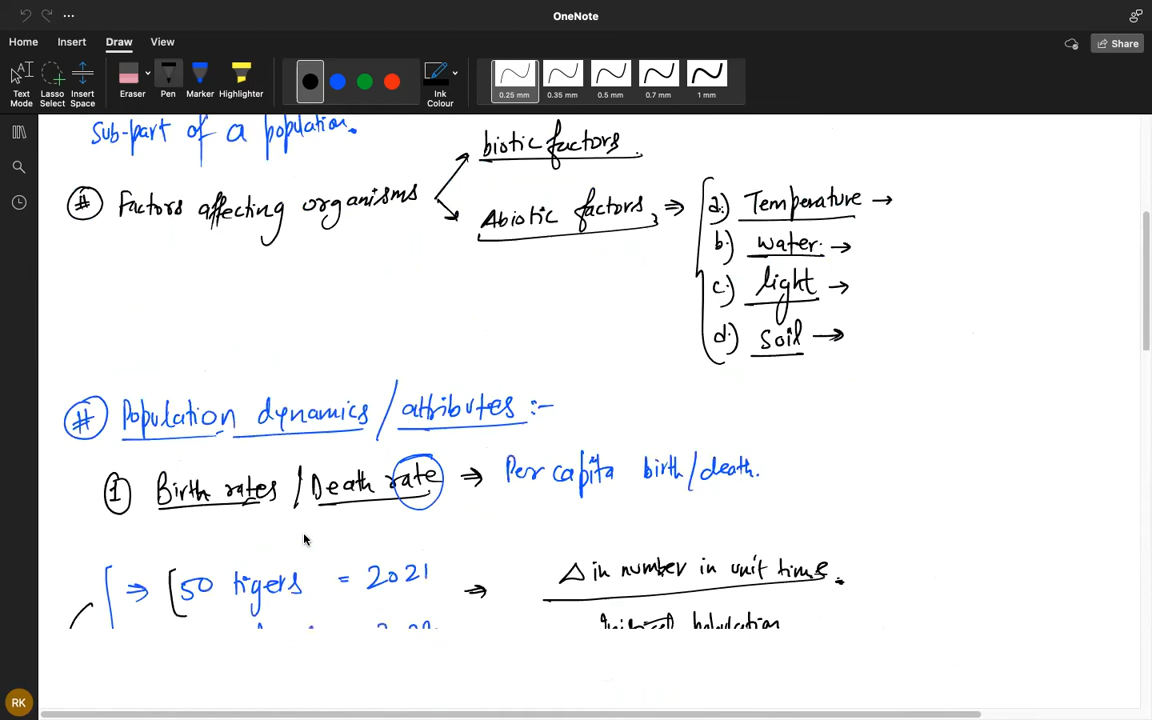 OneNote
Home Insert Draw View
Share
Text Mode
Lasso Select
Insert Space
Eraser
Pen
Marker
Highlighter
Ink Colour
0.25 mm
0.35 mm
0.5 mm
0.7 mm
1 mm
Sub-part of a population.
biotic factors.
# Factors affecting organisms
Abiotic factors ⇒
a.) Temperature →
b.) water. →
c.) light →
d.) soil →
# Population dynamics / attributes :-
① Birth rates / Death rate ⇒ Per capita birth/death.
⇒ [50 tigers = 2021 ⇒ Δ in number in unit time.
population
RK